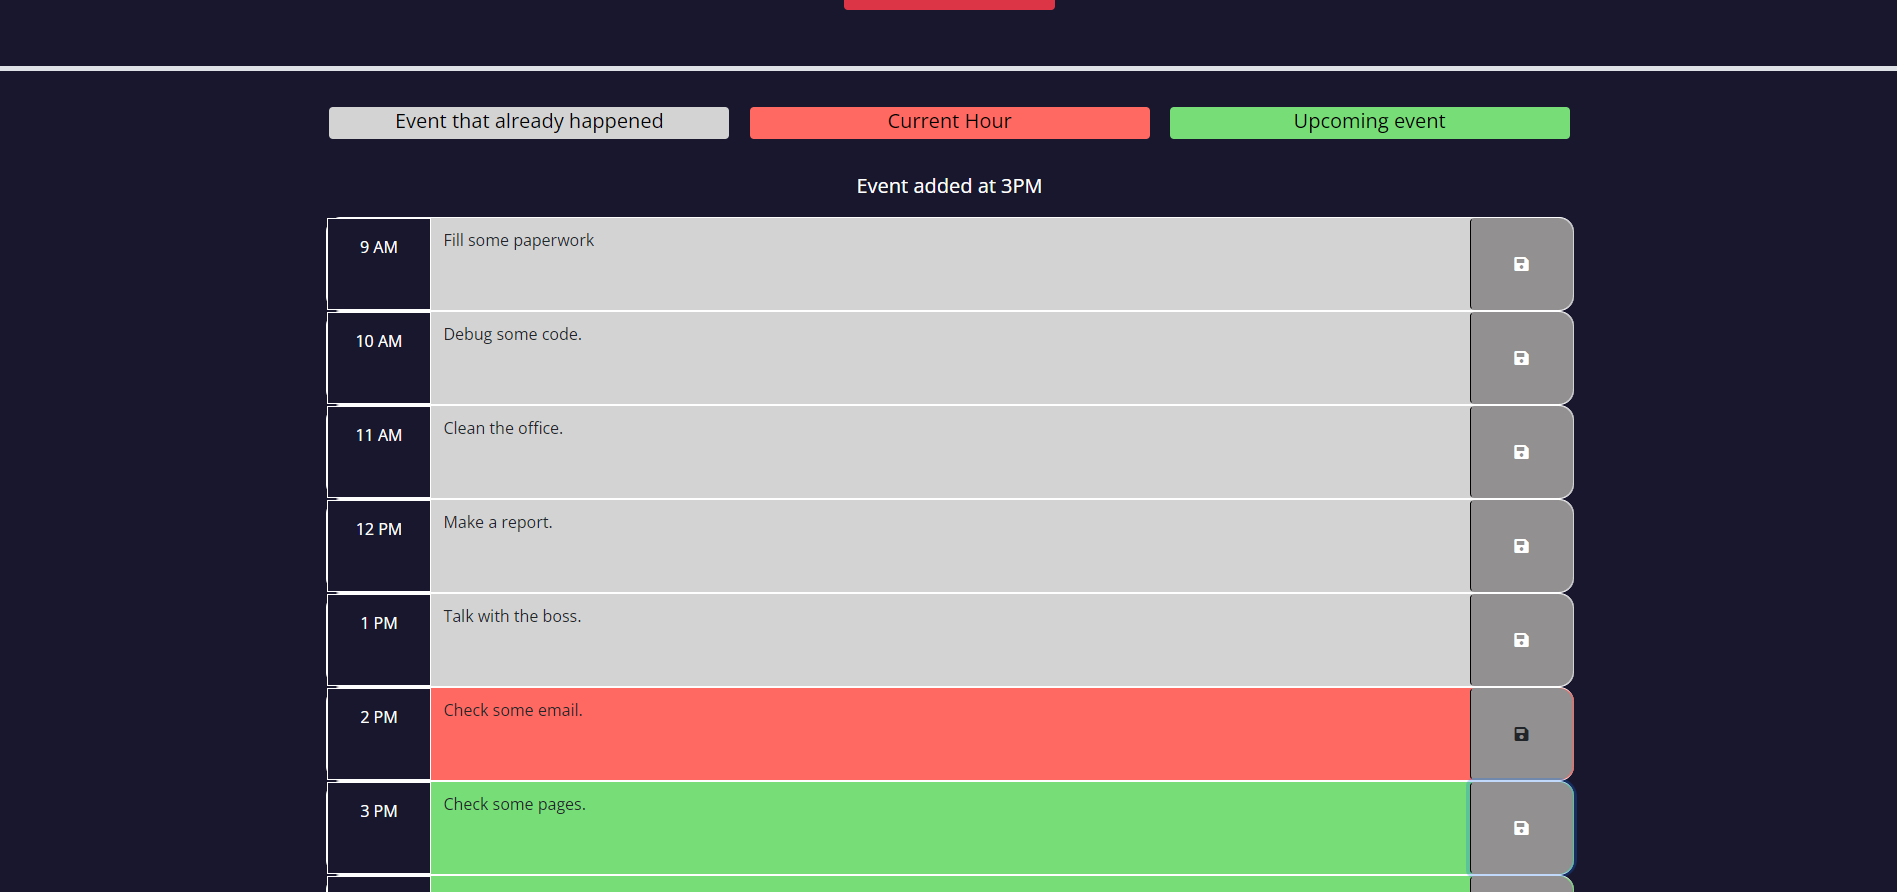 Event that already happened
Current Hour
Upcoming event
Event added at 3PM
9 AM
Fill some paperwork
10 AM
Debug some code.
11 AM
Clean the office.
12 PM
Make a report.
1 PM
Talk with the boss.
2 PM
Check some email.
3 PM
Check some pages.